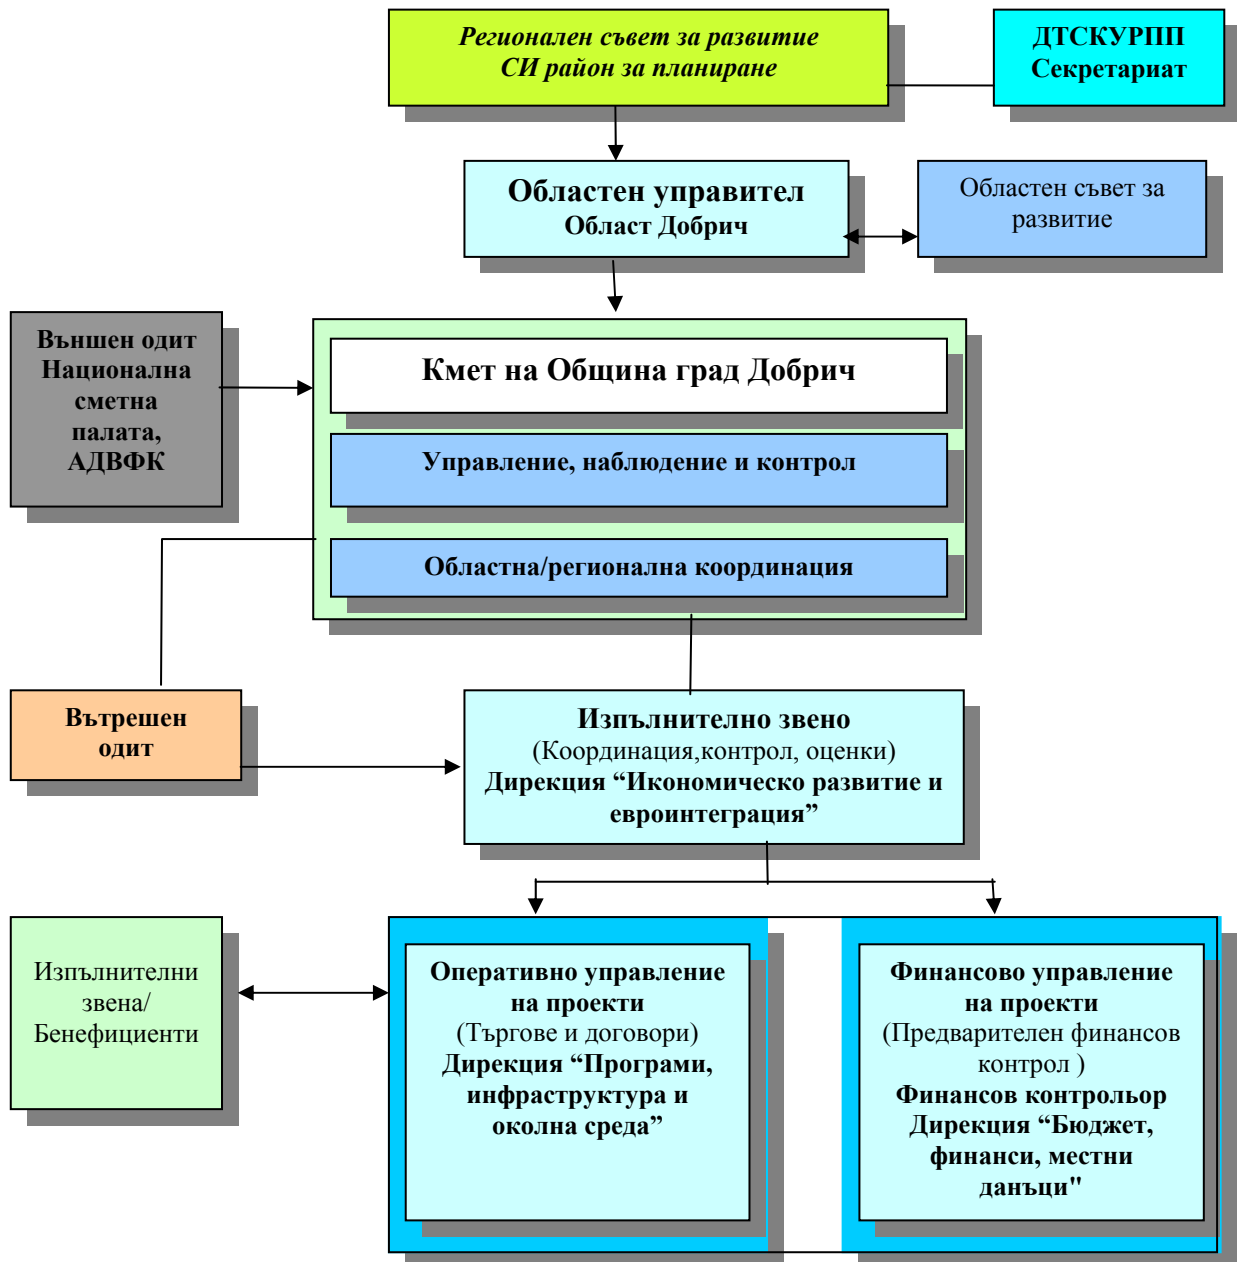 Регионален съвет за развитие
СИ район за планиране
ДТСКУРПП
Секретариат
Областен управител
Област Добрич
Областен съвет за
развитие
Външен одит
Национална
сметна
палата,
АДВФК
Кмет на Община град Добрич
Управление, наблюдение и контрол
Областна/регионална координация
Вътрешен
одит
Изпълнително звено
(Координация,контрол, оценки)
Дирекция “Икономическо развитие и
евроинтеграция”
Изпълнителни
звена/
Бенефициенти
Оперативно управление
на проекти
(Търгове и договори)
Дирекция “Програми,
инфраструктура и
околна среда”
Финансово управление
на проекти
(Предварителен финансов
контрол )
Финансов контрольор
Дирекция “Бюджет,
финанси, местни
данъци"